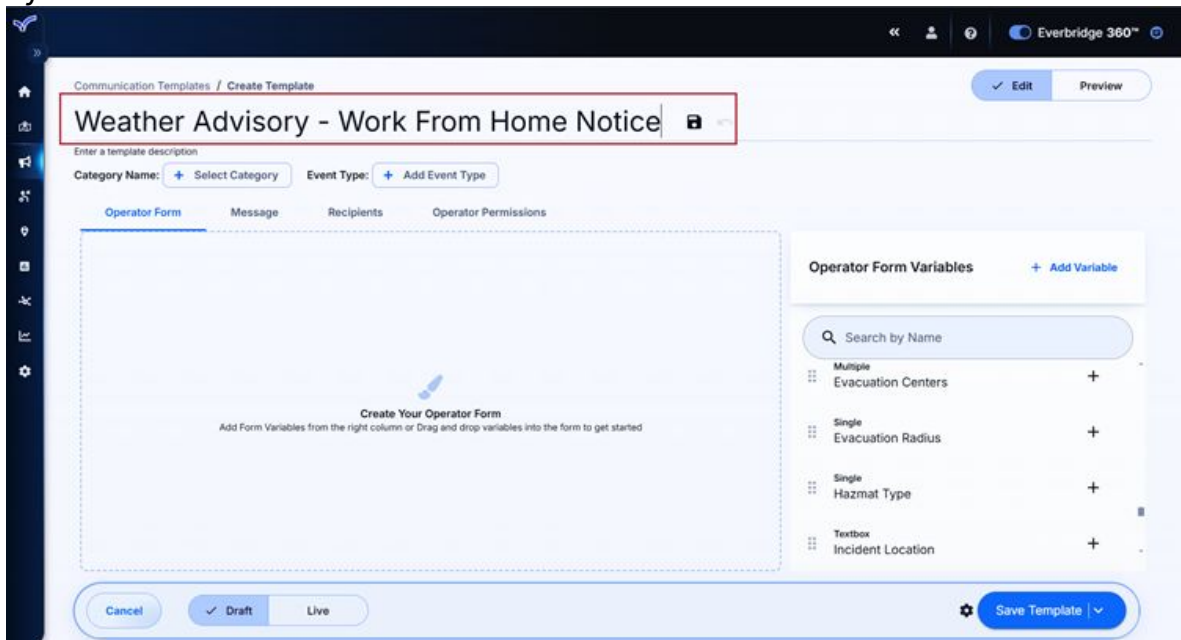 Everbridge 360™
Communication Templates / Create Template
Edit
Preview
Weather Advisory - Work From Home Notice
Enter a template description
Category Name: + Select Category Event Type: + Add Event Type
Operator Form Message Recipients Operator Permissions
Operator Form Variables + Add Variable
Search by Name
Multiple
Evacuation Centers
Single
Evacuation Radius
Single
Hazmat Type
Textbox
Incident Location
Create Your Operator Form
Add Form Variables from the right column or Drag and drop variables into the form to get started
Cancel Draft Live Save Template